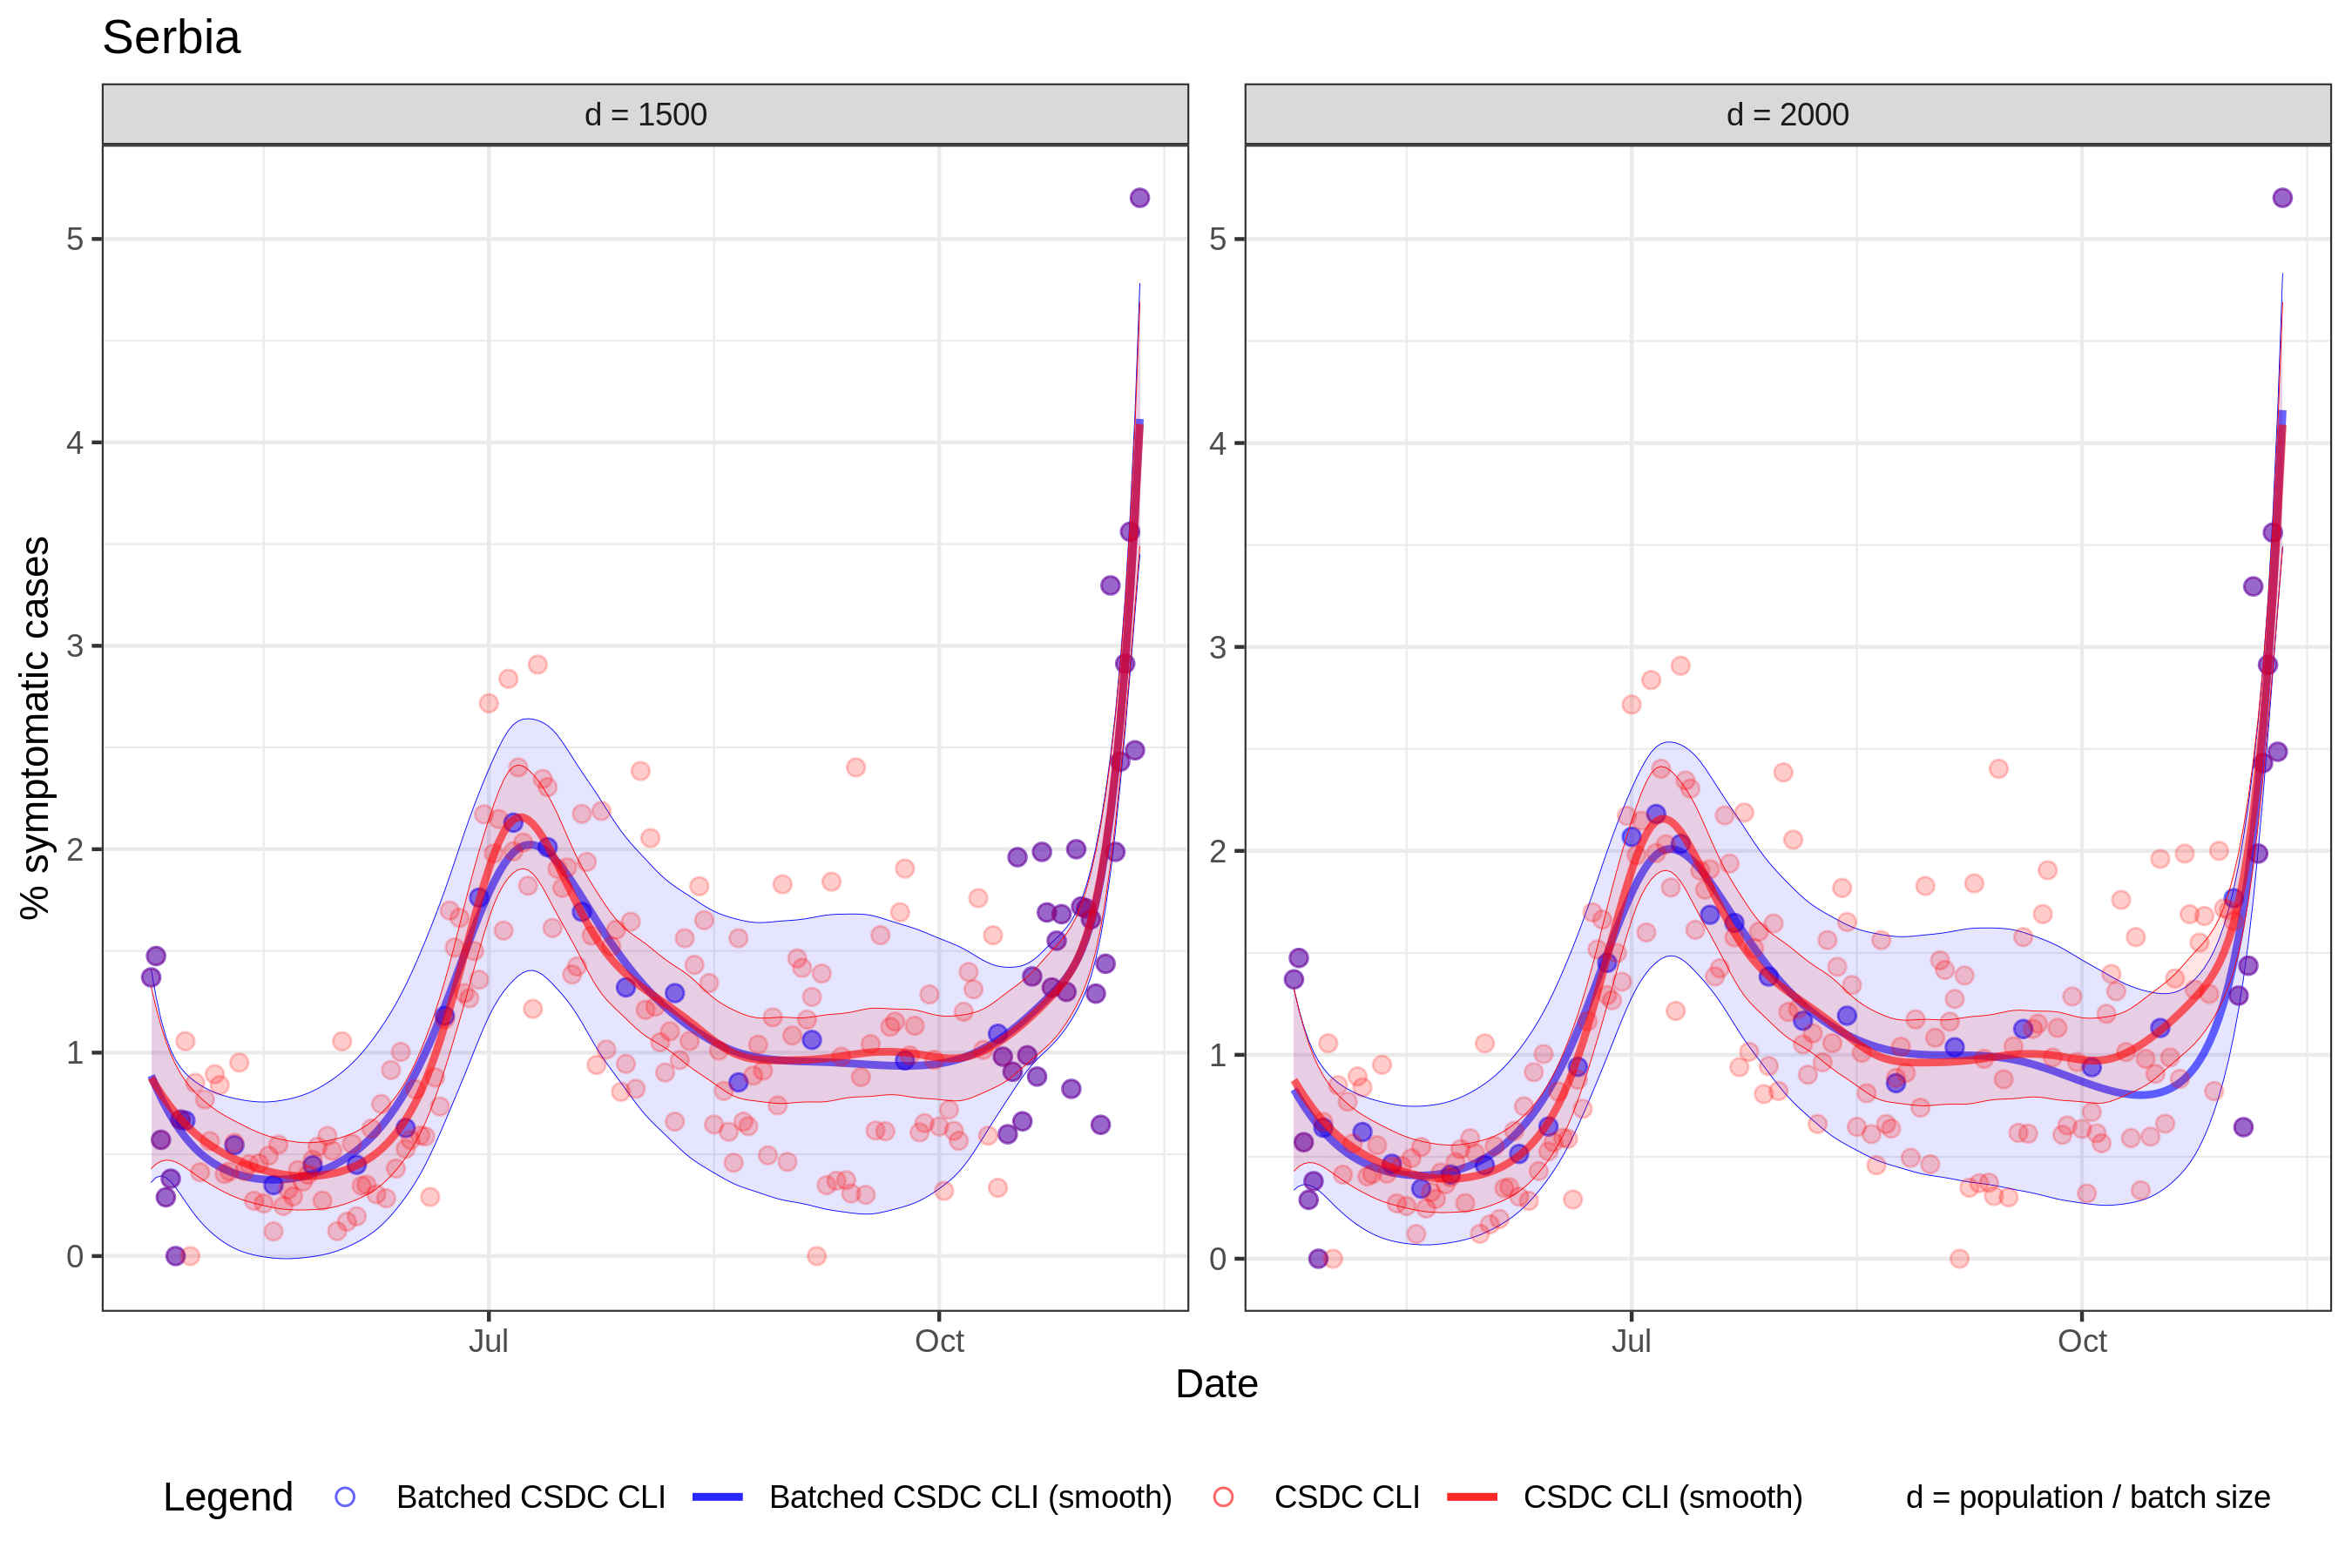 Serbia
d = 1500
d = 2000
% symptomatic cases
5
4
3
2
1
0
5
4
3
2
1
0
Jul
Oct
Jul
Oct
Date
Legend
Batched CSDC CLI
Batched CSDC CLI (smooth)
CSDC CLI
CSDC CLI (smooth)
d = population / batch size